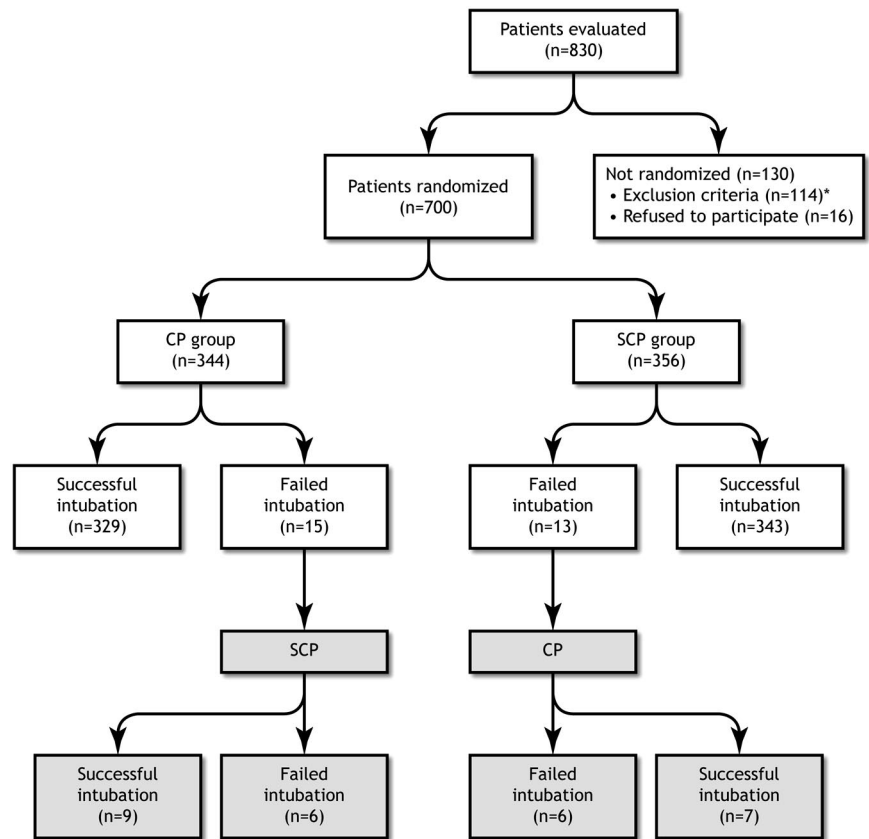 Patients evaluated
(n=830)
Patients randomized
(n=700)
Not randomized (n=130)
• Exclusion criteria (n=114)*
• Refused to participate (n=16)
CP group
(n=344)
SCP group
(n=356)
Successful
intubation
(n=329)
Failed
intubation
(n=15)
Failed
intubation
(n=13)
Successful
intubation
(n=343)
SCP
CP
Successful
intubation
(n=9)
Failed
intubation
(n=6)
Failed
intubation
(n=6)
Successful
intubation
(n=7)